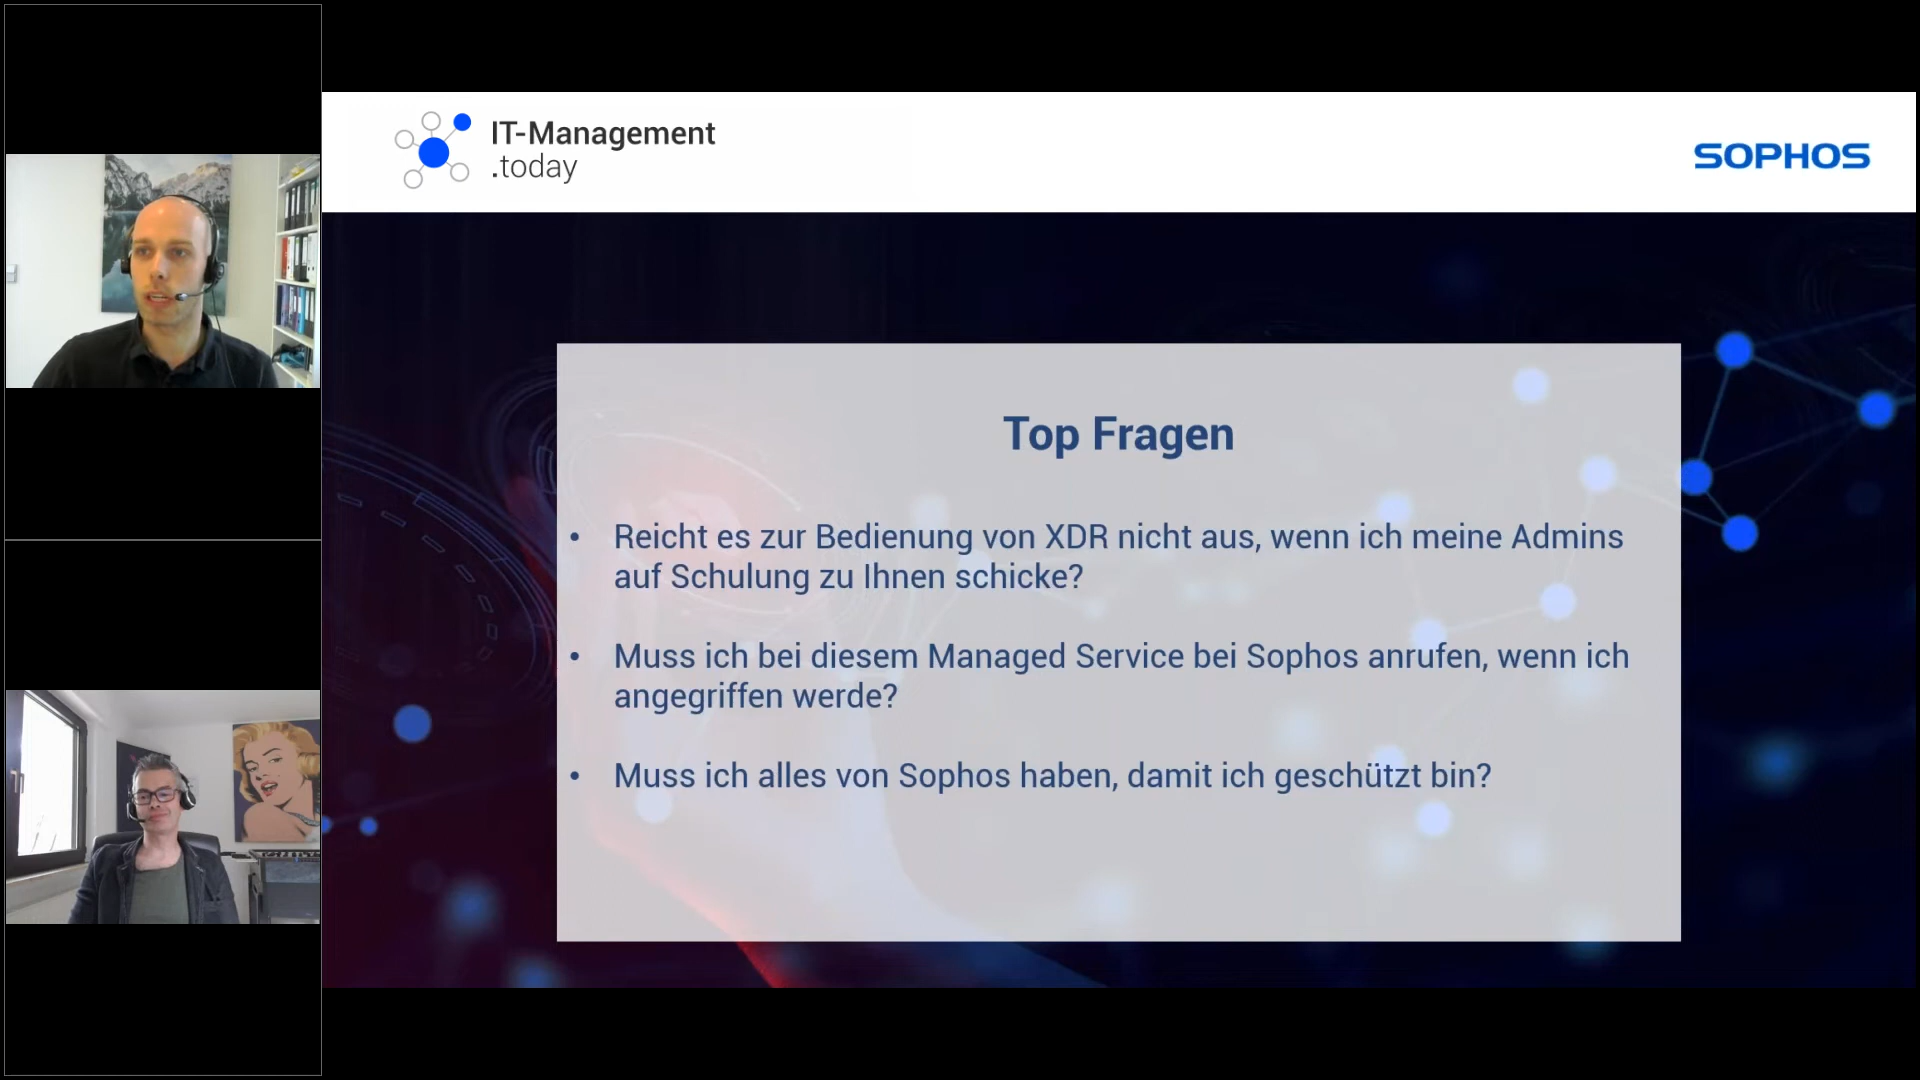 IT-Management
.today
SOPHOS
Top Fragen
• Reicht es zur Bedienung von XDR nicht aus, wenn ich meine Admins
auf Schulung zu Ihnen schicke?
• Muss ich bei diesem Managed Service bei Sophos anrufen, wenn ich
angegriffen werde?
• Muss ich alles von Sophos haben, damit ich geschützt bin?